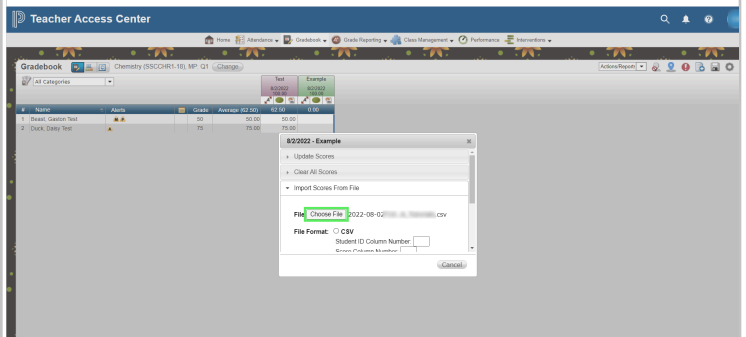 Teacher Access Center
Home Attendance Gradebook Grade Reporting Class Management Performance Interventions
Gradebook Chemistry (SSCCHR1-18), MP: Q1 Change Actions/Reports
All Categories
Test Example
8/2/2022 8/2/2022
100.00 100.00
# Name Alerts Grade Average (62.50) 62.50 0.00
1 Beast, Gaston Test 50 50.00 50.00
2 Duck, Daisy Test 75 75.00 75.00
8/2/2022 - Example
Update Scores
Clear All Scores
Import Scores From File
File: Choose File 2022-08-02 .csv
File Format: CSV
Student ID Column Number:
Score Column Number:
Cancel